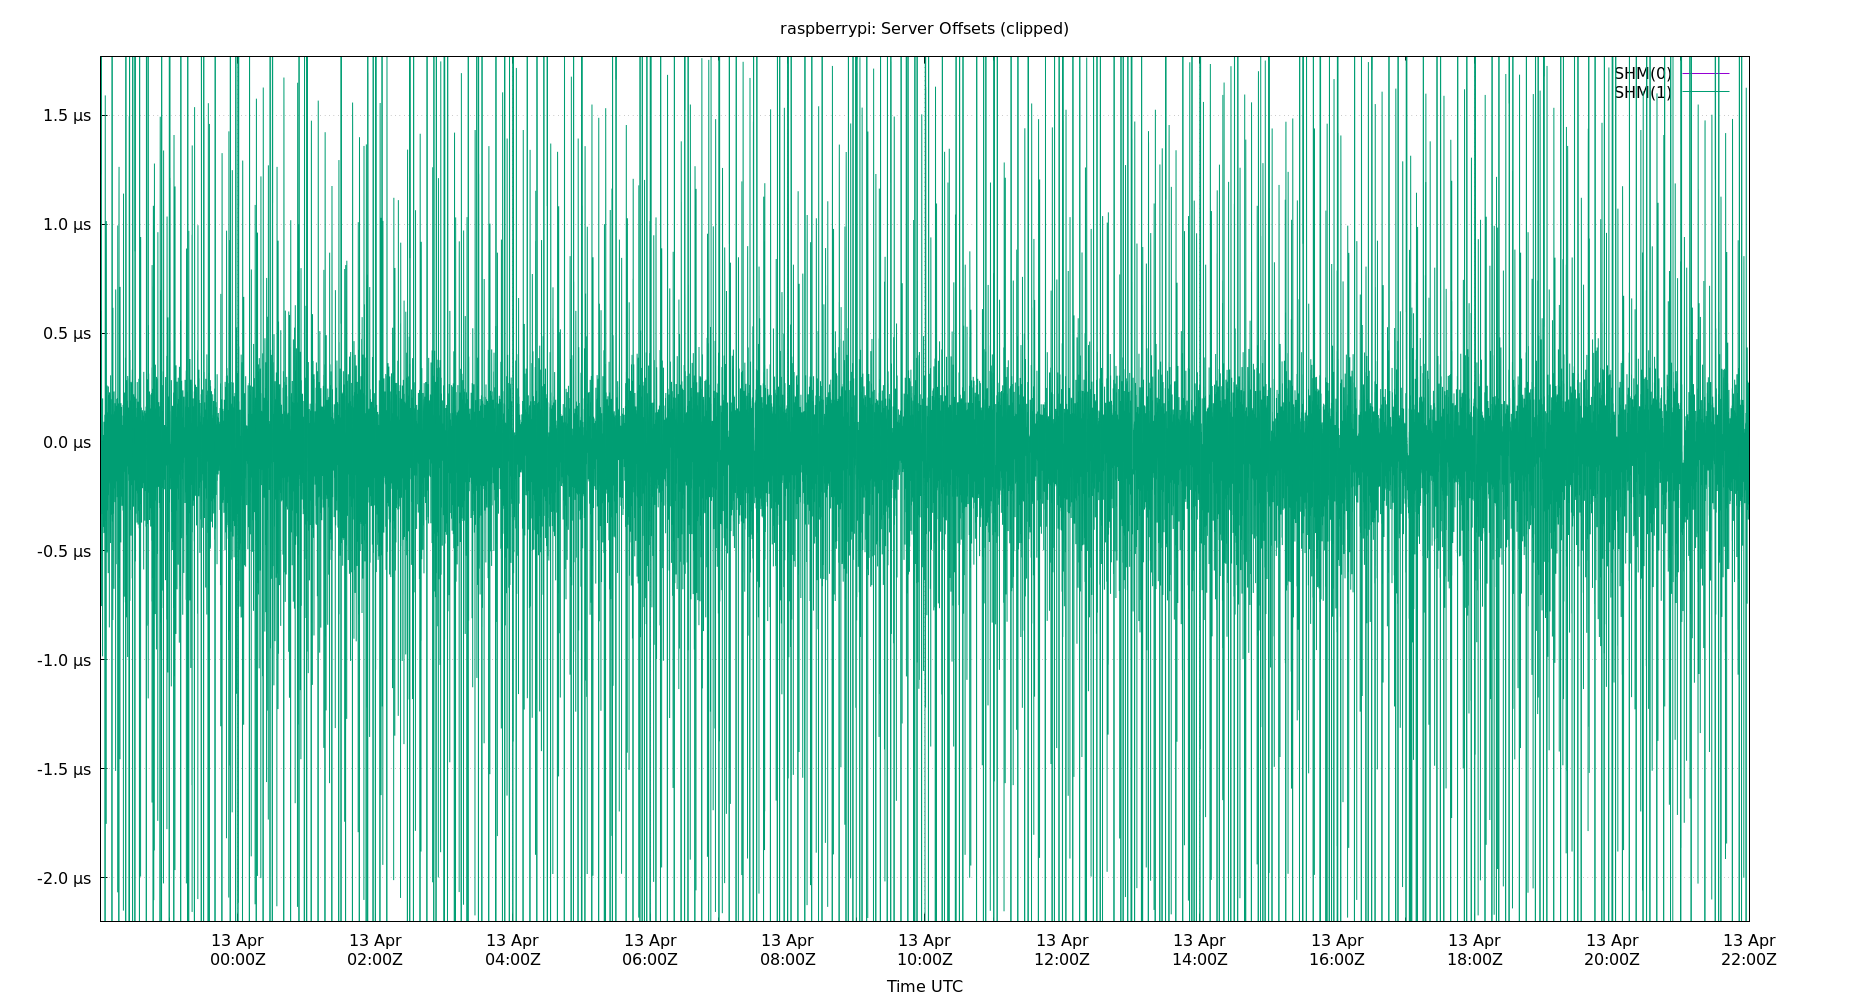 raspberrypi: Server Offsets (clipped)
SHM(0)
SHM(1)
1.5 µs
1.0 µs
0.5 µs
0.0 µs
-0.5 µs
-1.0 µs
-1.5 µs
-2.0 µs
13 Apr 13 Apr 13 Apr 13 Apr 13 Apr 13 Apr 13 Apr 13 Apr 13 Apr 13 Apr 13 Apr 13 Apr
00:00Z 02:00Z 04:00Z 06:00Z 08:00Z 10:00Z 12:00Z 14:00Z 16:00Z 18:00Z 20:00Z 22:00Z
Time UTC